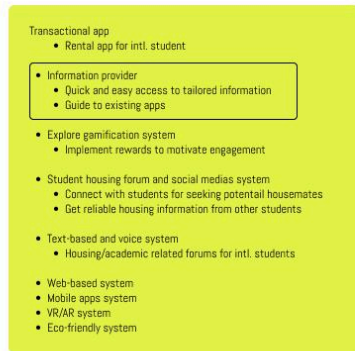 Transactional app
• Rental app for intl. student
• Information provider
• Quick and easy access to tailored information
• Guide to existing apps
• Explore gamification system
• Implement rewards to motivate engagement
• Student housing forum and social medias system
• Connect with students for seeking potentail housemates
• Get reliable housing information from other students
• Text-based and voice system
• Housing/academic related forums for intl. students
• Web-based system
• Mobile apps system
• VR/AR system
• Eco-friendly system